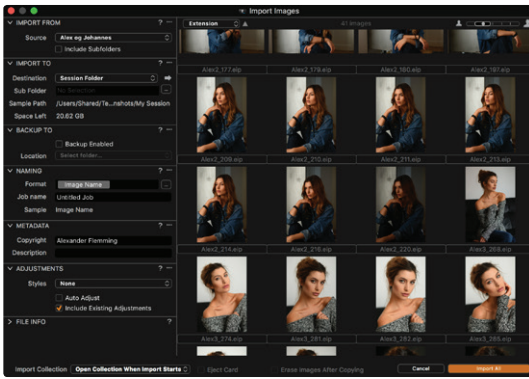 Import Images
IMPORT FROM ? ...
Source Alex og Johannes
Include Subfolders
IMPORT TO ? ...
Destination Session Folder
Sub Folder No Selection
Sample Path /Users/Shared/Te...nshots/My Session
Space Left 20.82 GB
BACKUP TO ? ...
Backup Enabled
Location Select folder...
NAMING ? ...
Format Image Name
Job name Untitled Job
Sample Image Name
METADATA ? ...
Copyright Alexander Flemming
Description
ADJUSTMENTS ? ...
Styles None
Auto Adjust
Include Existing Adjustments
FILE INFO ?
Extension 41 images
Alex2_177.eip Alex2_178.eip Alex2_180.eip Alex2_181.eip
Alex2_209.eip Alex2_210.eip Alex2_211.eip Alex2_213.eip
Alex2_214.eip Alex2_216.eip Alex2_220.eip Alex3_268.eip
Alex3_274.eip Alex3_281.eip Alex3_282.eip Alex3_285.eip
Import Collection Open Collection When Import Starts Eject Card Erase Images After Copying Cancel Import All